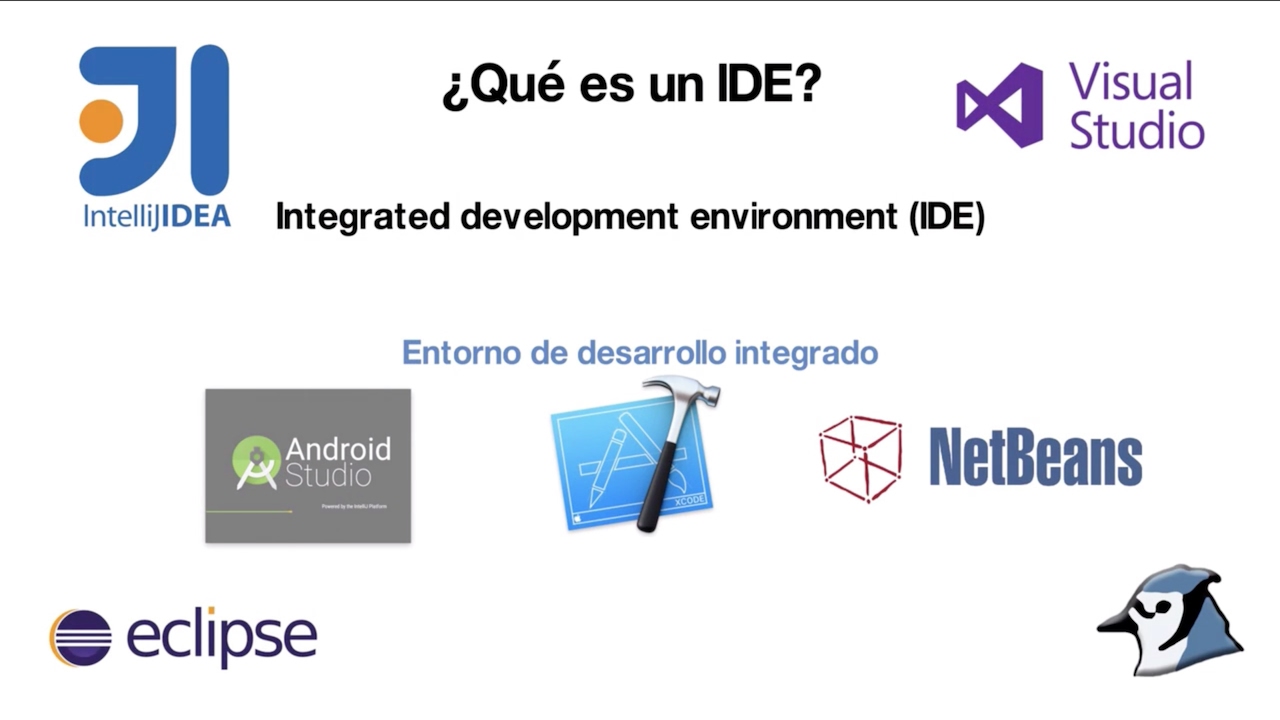 ¿Qué es un IDE?
Visual
Studio
IntelliJIDEA
Integrated development environment (IDE)
Entorno de desarrollo integrado
Android
Studio
Powered by the IntelliJ Platform
XCODE
NetBeans
eclipse